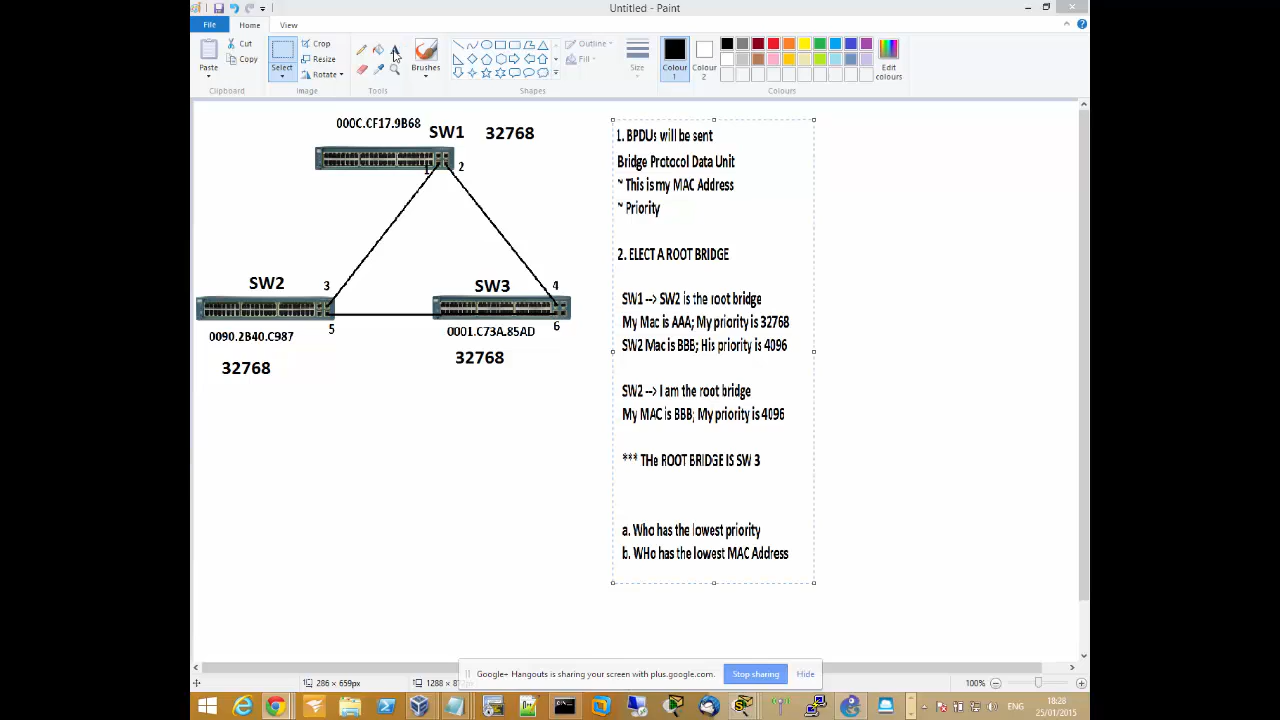 Untitled - Paint
File
Home
View
Paste
Cut
Copy
Clipboard
Select
Crop
Resize
Rotate
Image
Tools
Brushes
Shapes
Outline
Fill
Size
Colour 1
Colour 2
Edit colours
Colours
000C.CF17.9B68
SW1
32768
1
2
SW2
3
5
0090.2B40.C987
32768
SW3
4
6
0001.C73A.85AD
32768
1. BPDUs will be sent
Bridge Protocol Data Unit
~ This is my MAC Address
~ Priority
2. ELECT A ROOT BRIDGE
SW1 --> SW2 is the root bridge
My Mac is AAA; My priority is 32768
SW2 Mac is BBB; His priority is 4096
SW2 --> I am the root bridge
My MAC is BBB; My priority is 4096
*** THe ROOT BRIDGE IS SW 3
a. Who has the lowest priority
b. WHo has the lowest MAC Address
Google+ Hangouts is sharing your screen with plus.google.com.
Stop sharing
Hide
286 × 659px
100%
ENG
18:28
25/01/2015